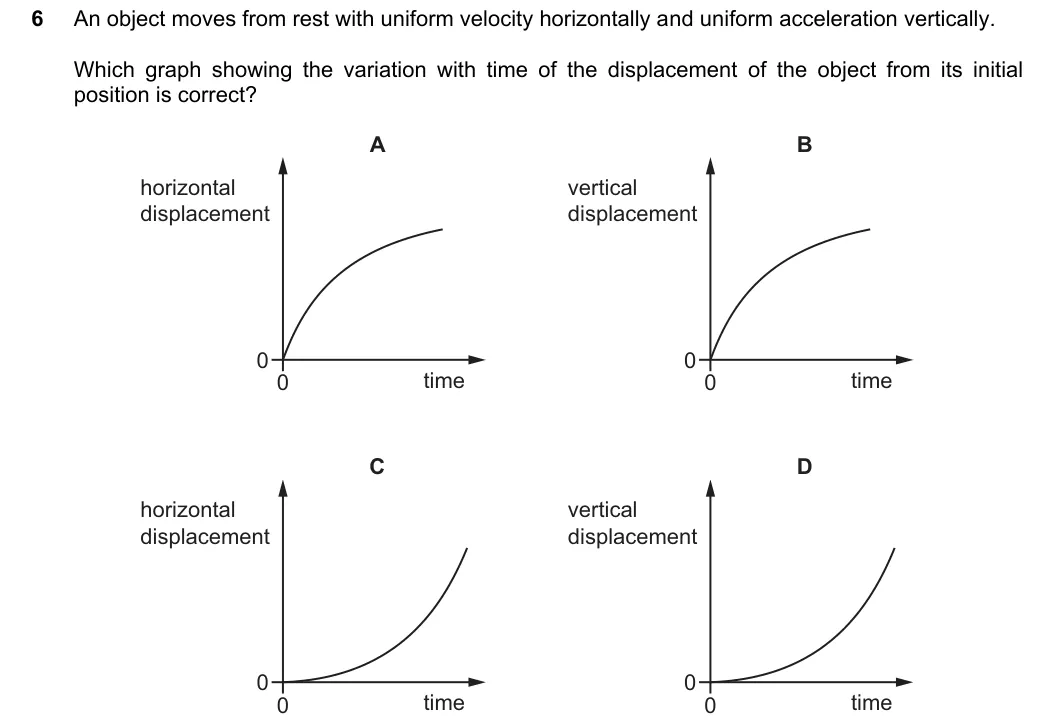 6 An object moves from rest with uniform velocity horizontally and uniform acceleration vertically.
Which graph showing the variation with time of the displacement of the object from its initial
position is correct?
A
horizontal
displacement
0
0
time
B
vertical
displacement
0
0
time
C
horizontal
displacement
0
0
time
D
vertical
displacement
0
0
time